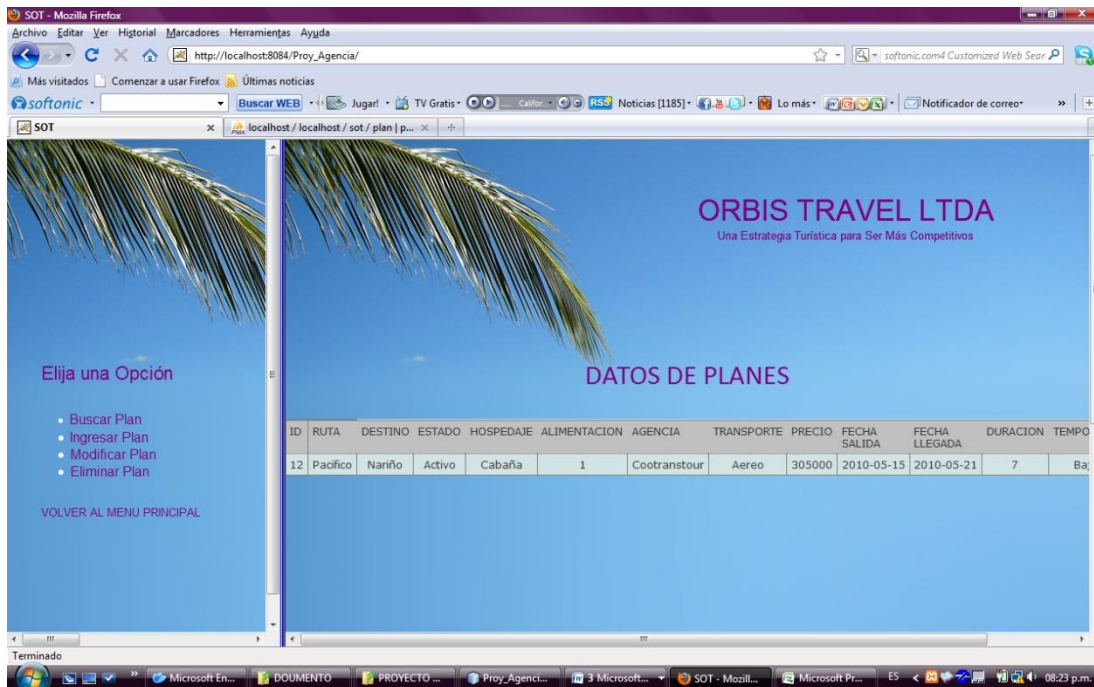 SOT - Mozilla Firefox
Archivo Editar Ver Historial Marcadores Herramientas Ayuda
http://localhost:8084/Proy_Agencia/
softonic.com4 Customized Web Sear
Más visitados Comenzar a usar Firefox Últimas noticias
softonic Buscar WEB Jugar! TV Gratis Califor... RSS Noticias [1185] Lo más Notificador de correo »
SOT localhost / localhost / sot / plan | p...
ORBIS TRAVEL LTDA
Una Estrategia Turística para Ser Más Competitivos
Elija una Opción
Buscar Plan
Ingresar Plan
Modificar Plan
Eliminar Plan
VOLVER AL MENU PRINCIPAL
DATOS DE PLANES
ID RUTA DESTINO ESTADO HOSPEDAJE ALIMENTACION AGENCIA TRANSPORTE PRECIO FECHA SALIDA FECHA LLEGADA DURACION TEMPO
12 Pacifico Nariño Activo Cabaña 1 Cootranstour Aereo 305000 2010-05-15 2010-05-21 7
Terminado
Microsoft En... DOUMENTO PROYECTO ... Proy_Agenci... 3 Microsoft... SOT - Mozill... Microsoft Pr... ES 08:23 p.m.